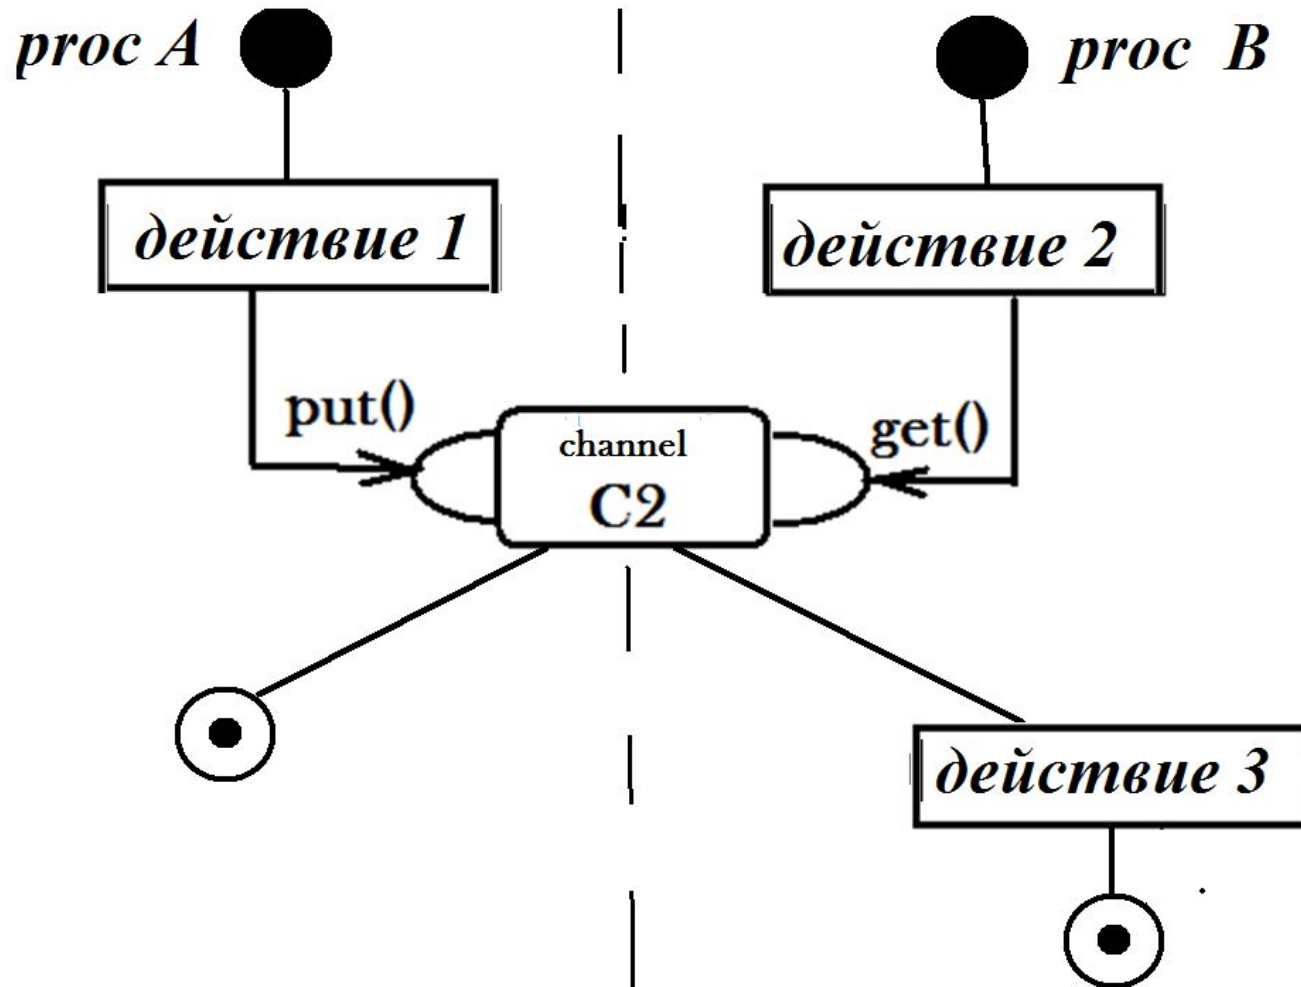 proc A
proc B
действие 1
действие 2
put()
get()
channel
C2
действие 3